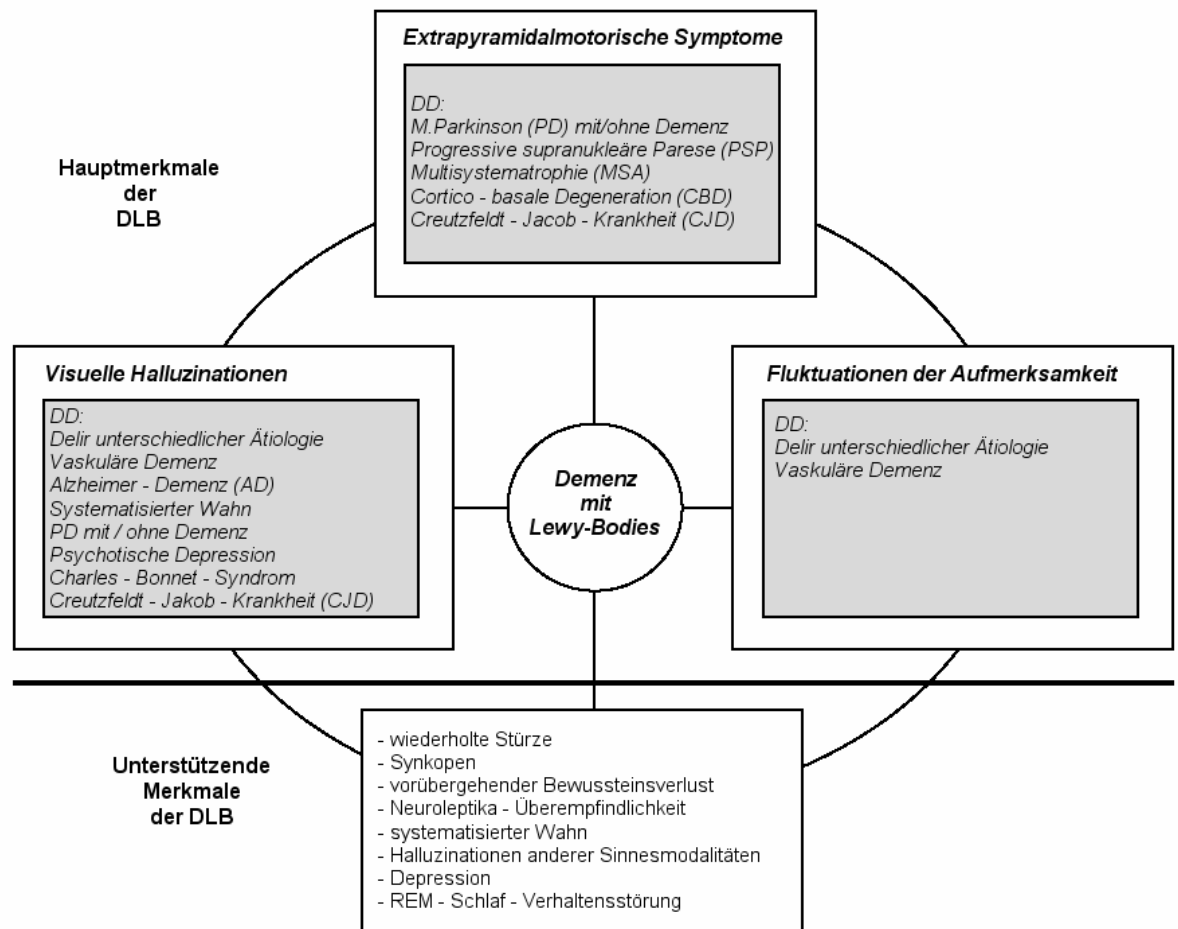 Extrapyramidalmotorische Symptome
DD:
M.Parkinson (PD) mit/ohne Demenz
Progressive supranukleäre Parese (PSP)
Multisystematrophie (MSA)
Cortico - basale Degeneration (CBD)
Creutzfeldt - Jacob - Krankheit (CJD)
Hauptmerkmale
der
DLB
Visuelle Halluzinationen
DD:
Delir unterschiedlicher Ätiologie
Vaskuläre Demenz
Alzheimer - Demenz (AD)
Systematisierter Wahn
PD mit / ohne Demenz
Psychotische Depression
Charles - Bonnet - Syndrom
Creutzfeldt - Jakob - Krankheit (CJD)
Demenz
mit
Lewy-Bodies
Fluktuationen der Aufmerksamkeit
DD:
Delir unterschiedlicher Ätiologie
Vaskuläre Demenz
Unterstützende
Merkmale
der DLB
- wiederholte Stürze
- Synkopen
- vorübergehender Bewussteinsverlust
- Neuroleptika - Überempfindlichkeit
- systematisierter Wahn
- Halluzinationen anderer Sinnesmodalitäten
- Depression
- REM - Schlaf - Verhaltensstörung